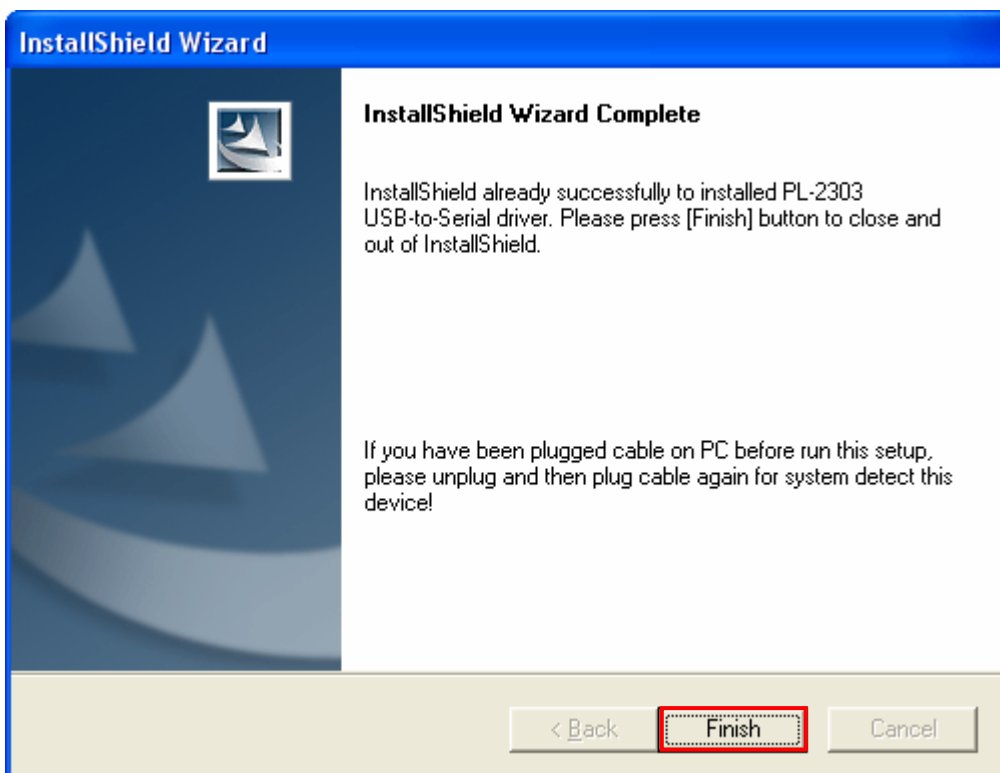 InstallShield Wizard
InstallShield Wizard Complete
InstallShield already successfully to installed PL-2303
USB-to-Serial driver. Please press [Finish] button to close and
out of InstallShield.
If you have been plugged cable on PC before run this setup,
please unplug and then plug cable again for system detect this
device!
< Back Finish Cancel